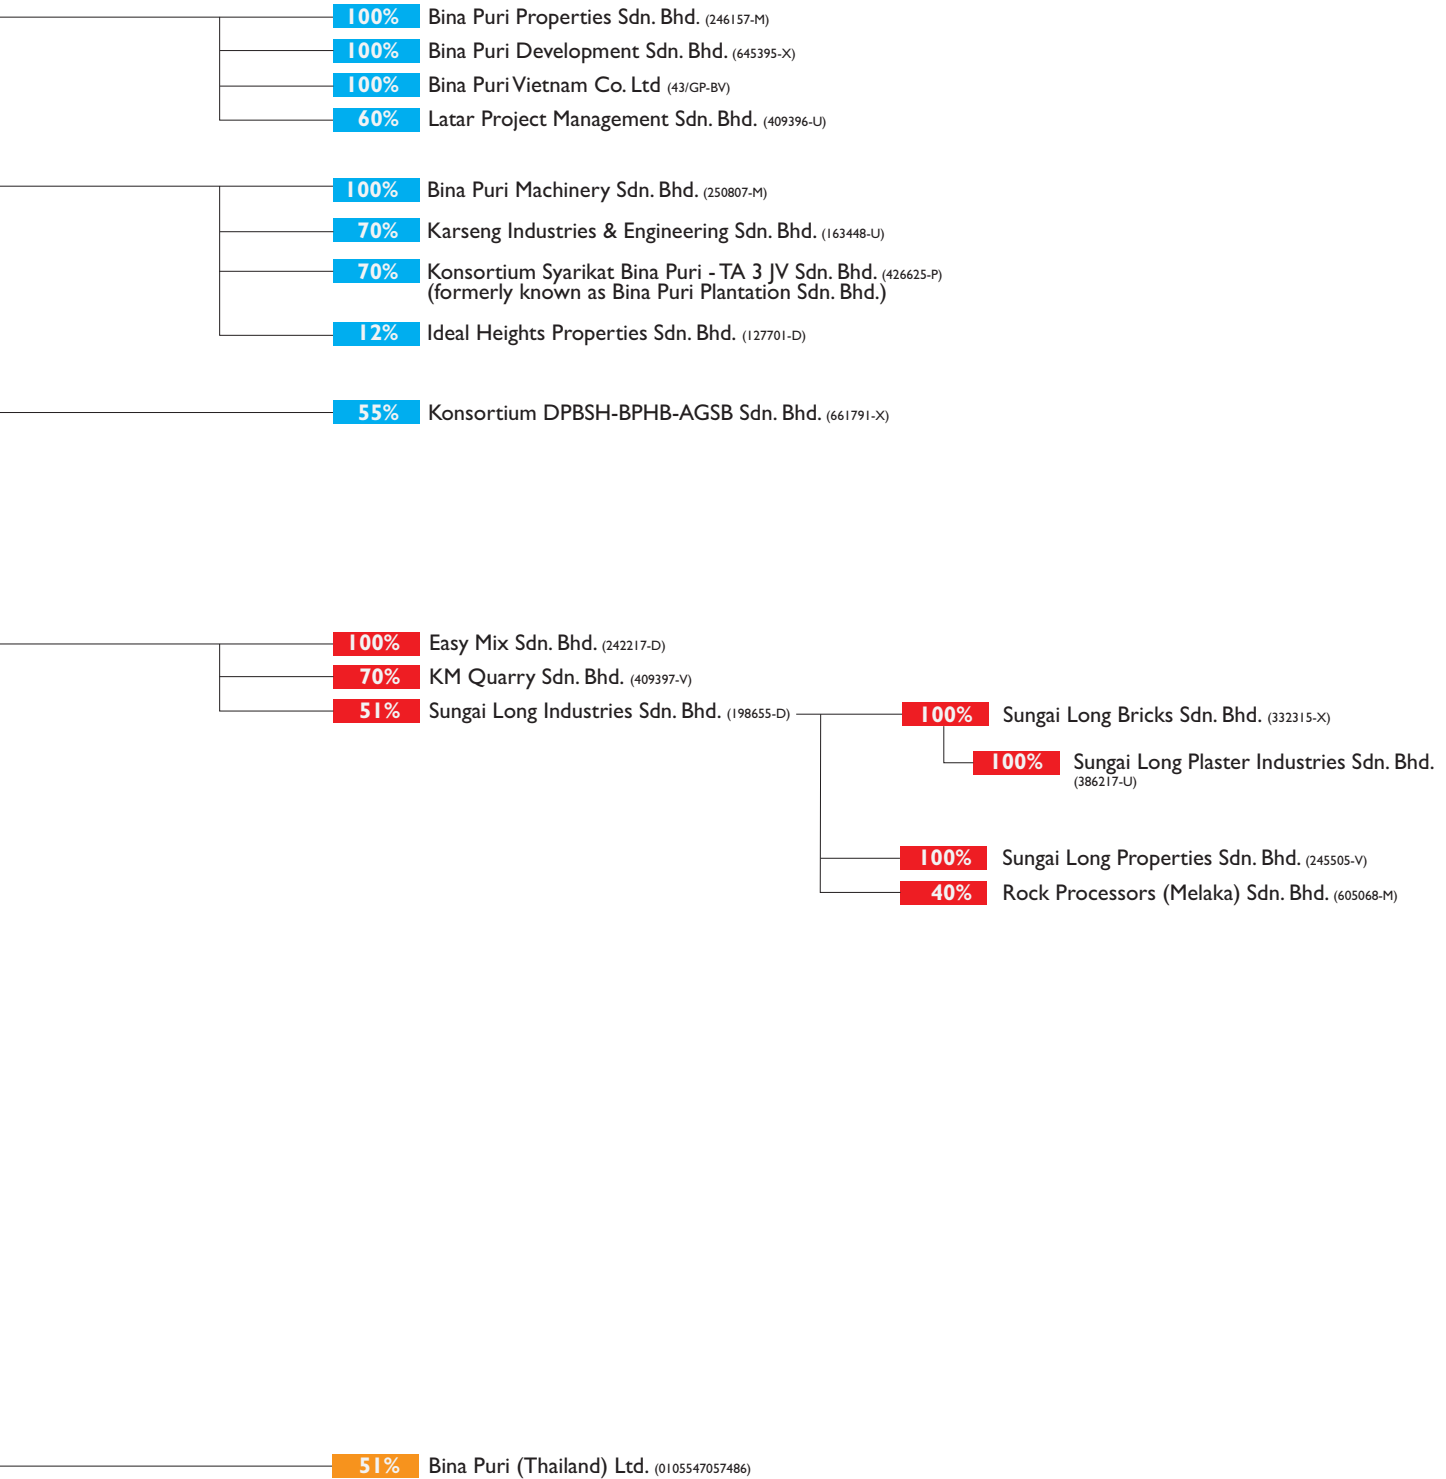 100% Bina Puri Properties Sdn. Bhd. (246157-M)
100% Bina Puri Development Sdn. Bhd. (645395-X)
100% Bina Puri Vietnam Co. Ltd (43/GP-BV)
60% Latar Project Management Sdn. Bhd. (409396-U)
100% Bina Puri Machinery Sdn. Bhd. (250807-M)
70% Karseng Industries & Engineering Sdn. Bhd. (163448-U)
70% Konsortium Syarikat Bina Puri - TA 3 JV Sdn. Bhd. (426625-P)
(formerly known as Bina Puri Plantation Sdn. Bhd.)
12% Ideal Heights Properties Sdn. Bhd. (127701-D)
55% Konsortium DPBSH-BPHB-AGSB Sdn. Bhd. (661791-X)
100% Easy Mix Sdn. Bhd. (242217-D)
70% KM Quarry Sdn. Bhd. (409397-V)
51% Sungai Long Industries Sdn. Bhd. (198655-D)
100% Sungai Long Bricks Sdn. Bhd. (332315-X)
100% Sungai Long Plaster Industries Sdn. Bhd.
(386217-U)
100% Sungai Long Properties Sdn. Bhd. (245505-V)
40% Rock Processors (Melaka) Sdn. Bhd. (605068-M)
51% Bina Puri (Thailand) Ltd. (0105547057486)